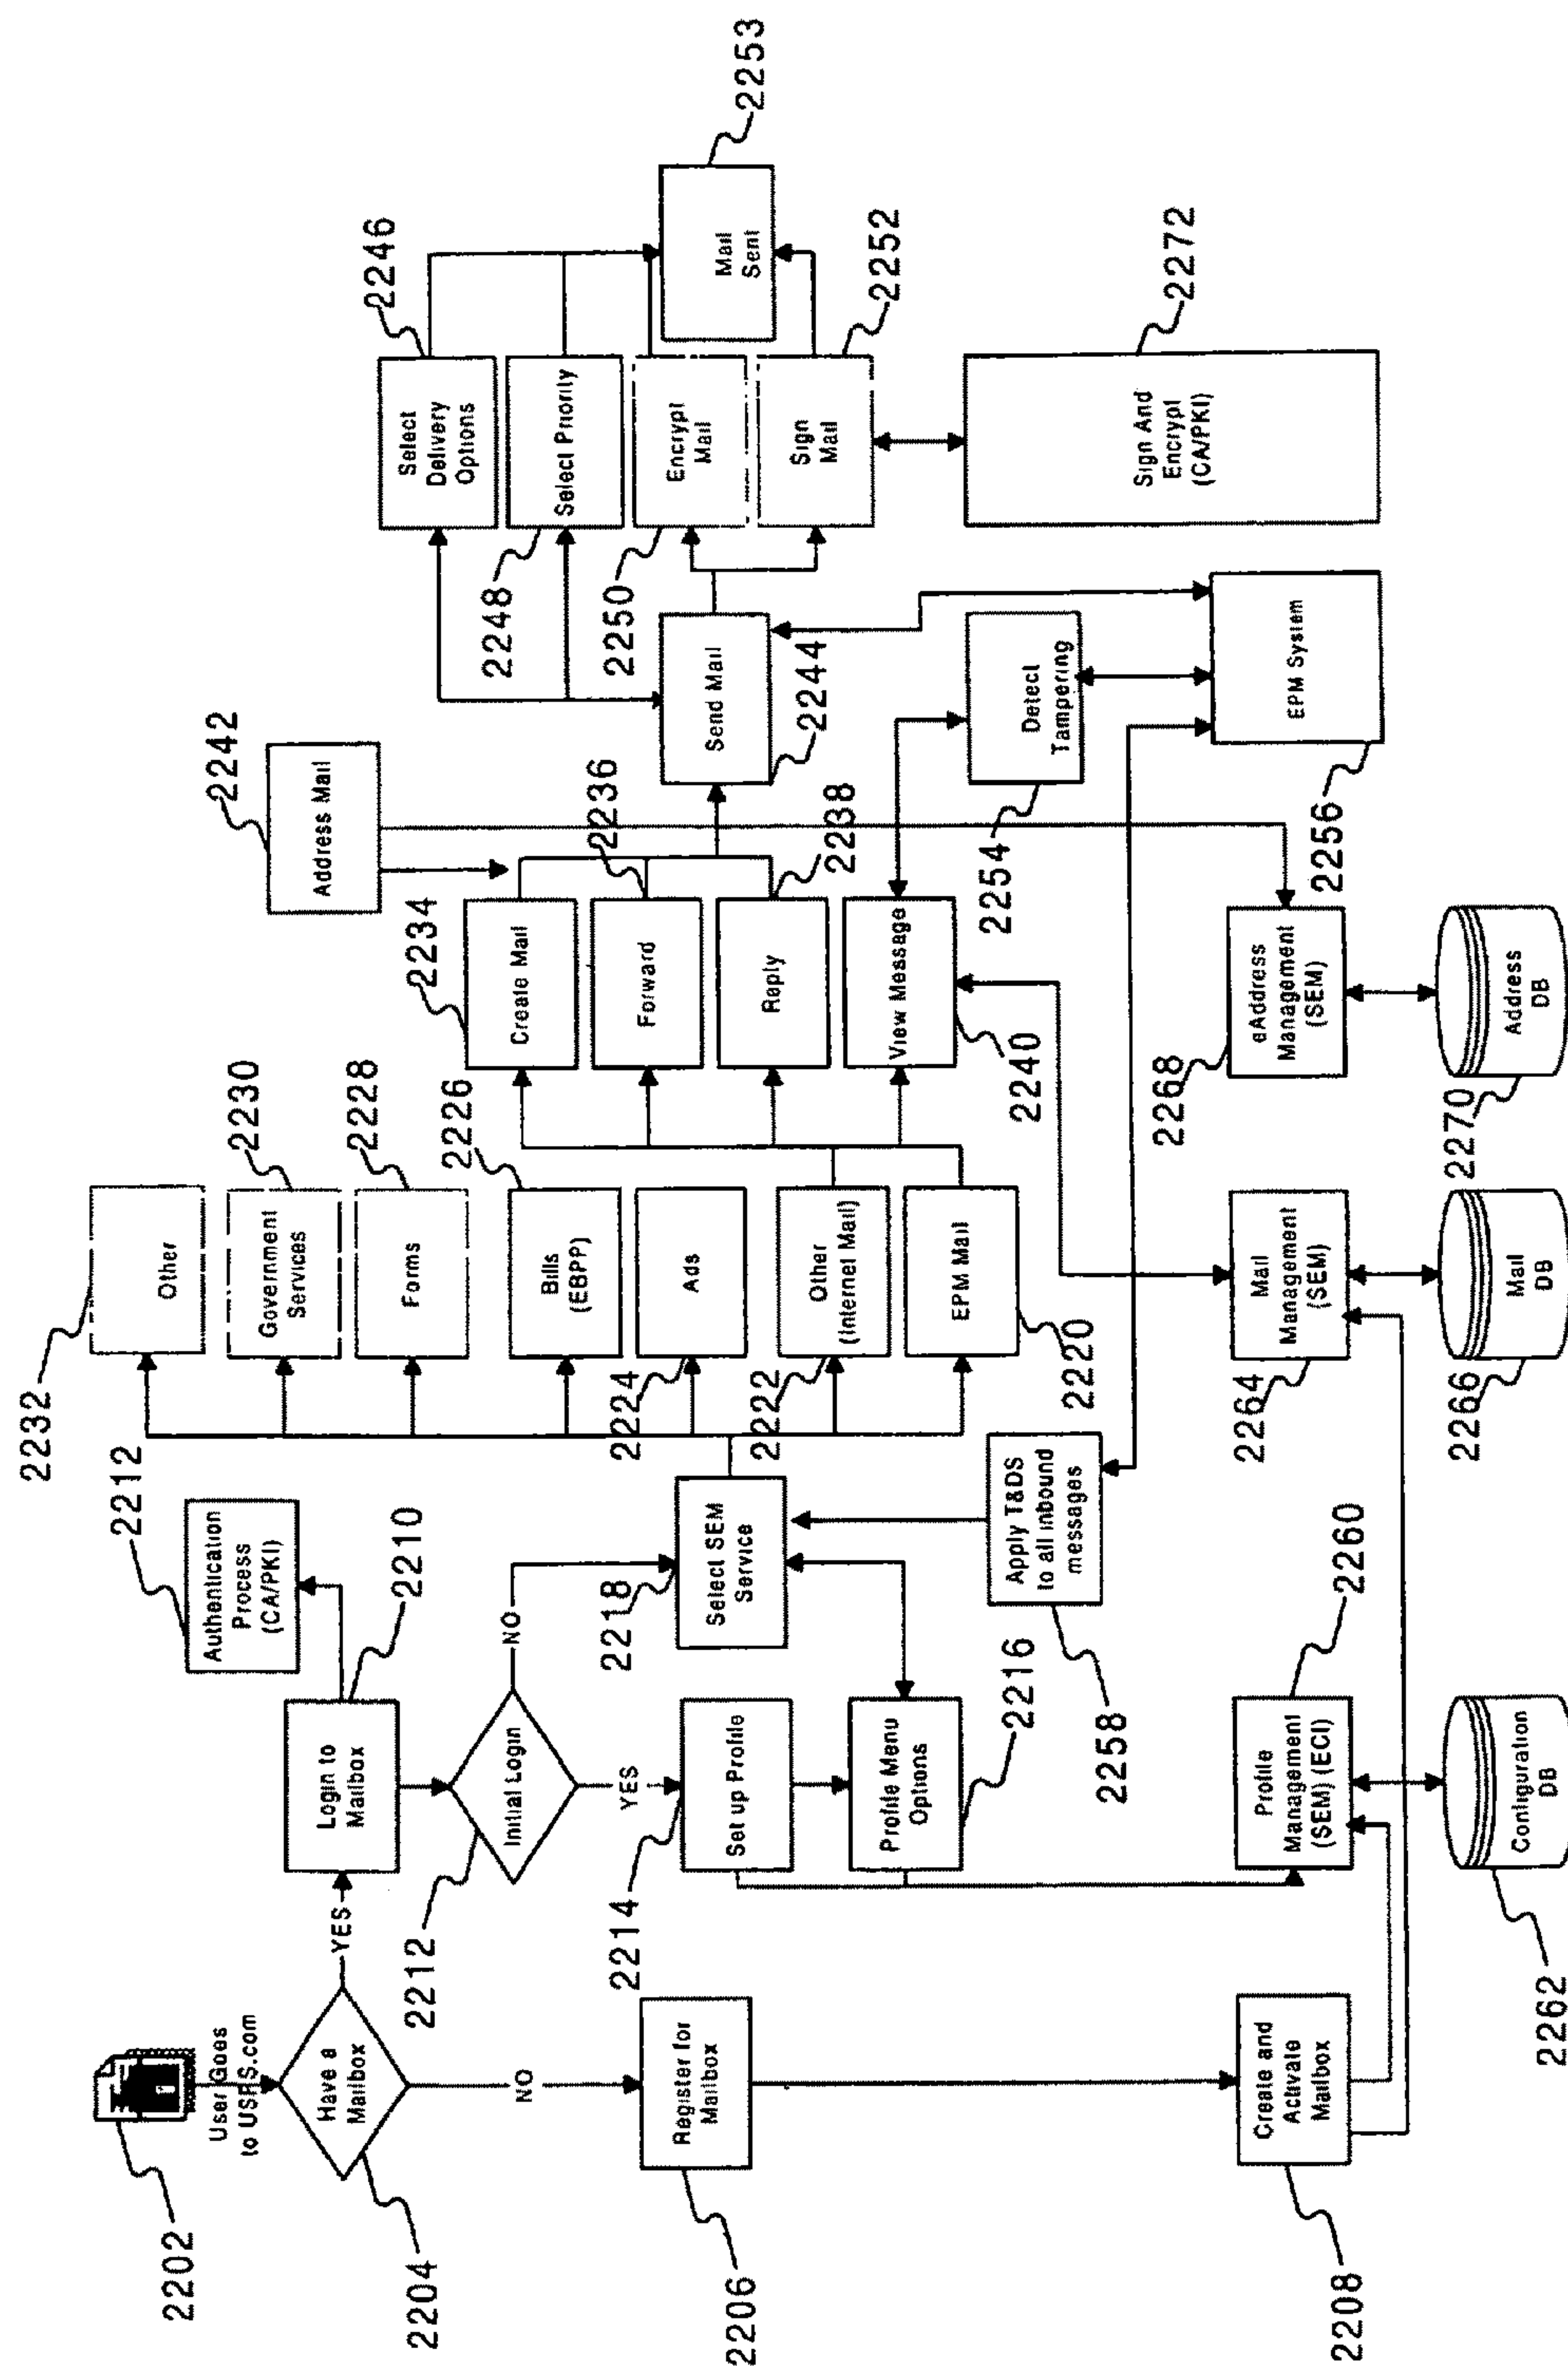 2202
User Goes
to USPS.com
2204
Have a
Mailbox
YES
NO
2206
Register for
Mailbox
2208
Create and
Activate
Mailbox
2210
Login to
Mailbox
2212
Authentication
Process
(CA/PKI)
2212
Initial Login
NO
YES
2214
Set up Profile
2216
Profile Menu
Options
2218
Select SEM
Service
2258
Apply T&DS
to all inbound
messages
2260
Profile
Management
(SEM) (ECI)
2262
Configuration
DB
2232
Other
2230
Government
Services
2228
Forms
2226
Bills
(EBPP)
2224
Ads
2222
Other
(Internet Mail)
2220
EPM Mail
2264
Mail
Management
(SEM)
2266
Mail
DB
2242
Address Mail
2234
Create Mail
2236
Forward
2238
Reply
2240
View Message
2268
eAddress
Management
(SEM)
2270
Address
DB
2244
Send Mail
2254
Detect
Tampering
2256
EPM System
2246
Select
Delivery
Options
2248
Select Priority
2250
Encrypt
Mail
2252
Sign
Mail
2253
Mail
Sent
2272
Sign And
Encrypt
(CA/PKI)